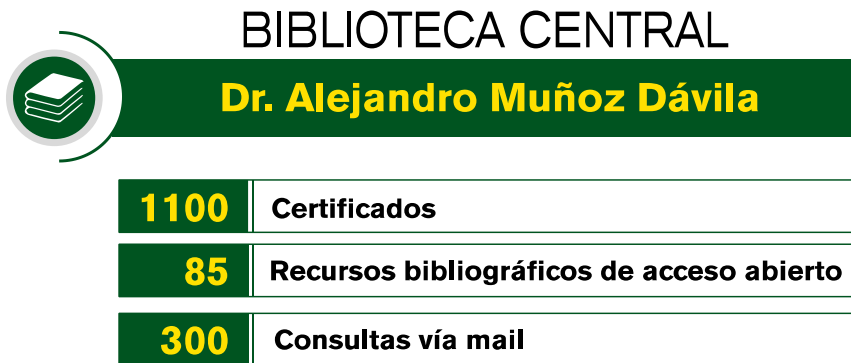 BIBLIOTECA CENTRAL
Dr. Alejandro Muñoz Dávila
1100 Certificados
85 Recursos bibliográficos de acceso abierto
300 Consultas vía mail